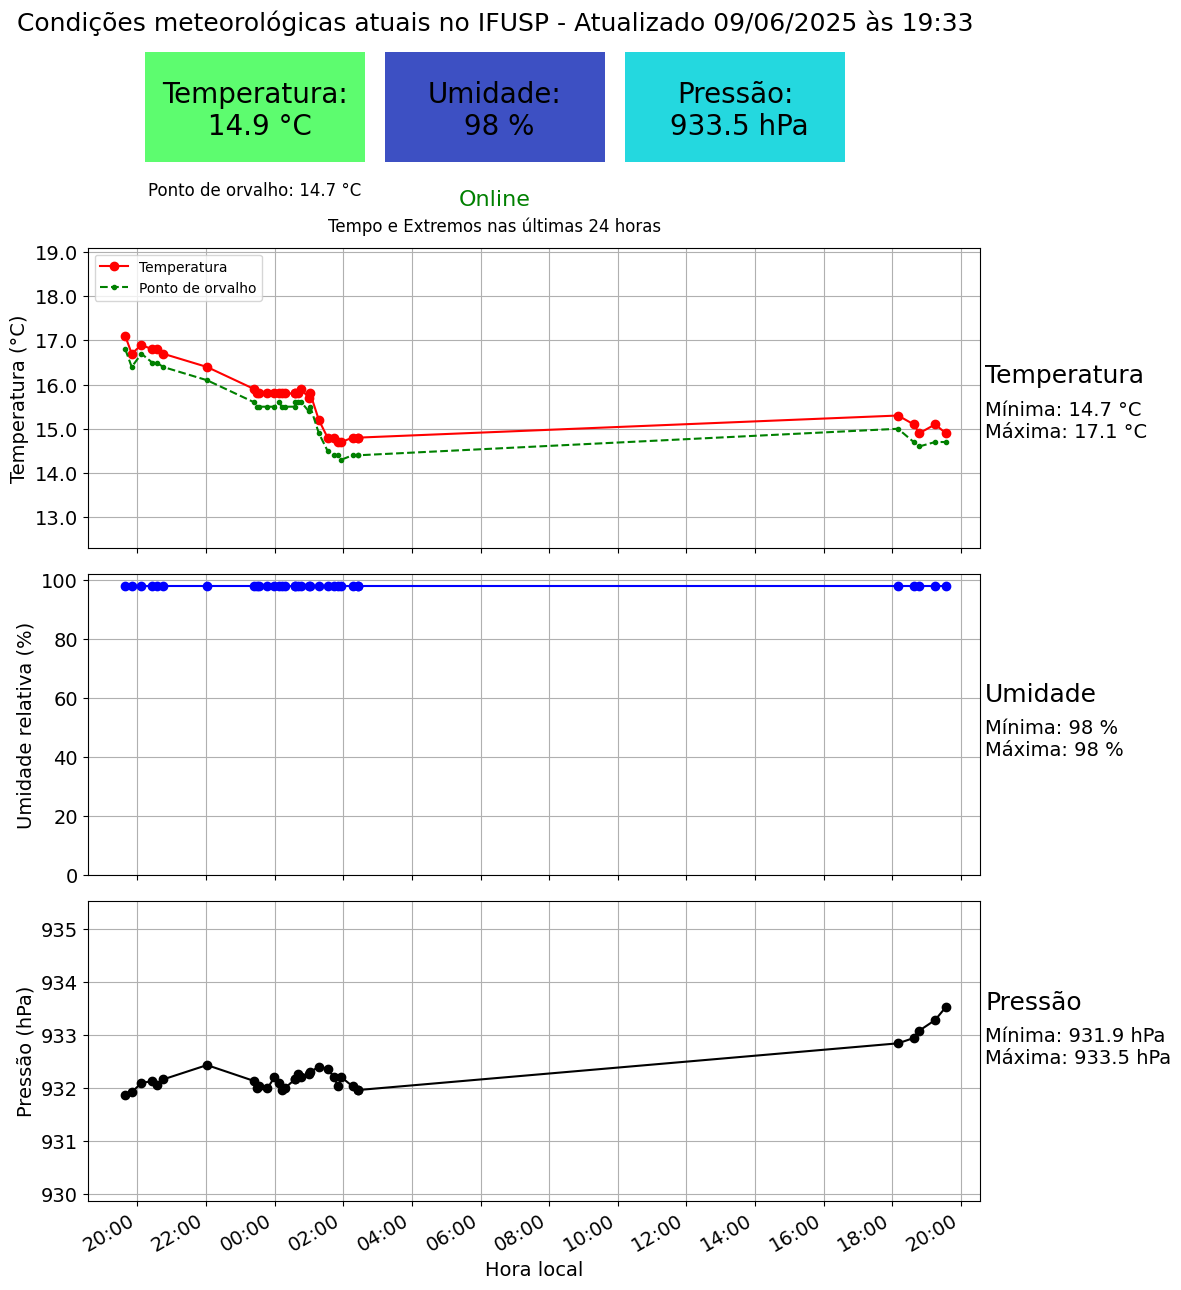 Condições meteorológicas atuais no IFUSP - Atualizado 09/06/2025 às 19:33
Temperatura:
14.9 °C
Umidade:
98 %
Pressão:
933.5 hPa
Ponto de orvalho: 14.7 °C
Online
Tempo e Extremos nas últimas 24 horas
Temperatura (°C)
19.0
18.0
17.0
16.0
15.0
14.0
13.0
Temperatura
Ponto de orvalho
Temperatura
Mínima: 14.7 °C
Máxima: 17.1 °C
Umidade relativa (%)
100
80
60
40
20
0
Umidade
Mínima: 98 %
Máxima: 98 %
Pressão (hPa)
935
934
933
932
931
930
Pressão
Mínima: 931.9 hPa
Máxima: 933.5 hPa
20:00
22:00
00:00
02:00
04:00
06:00
08:00
10:00
12:00
14:00
16:00
18:00
20:00
Hora local